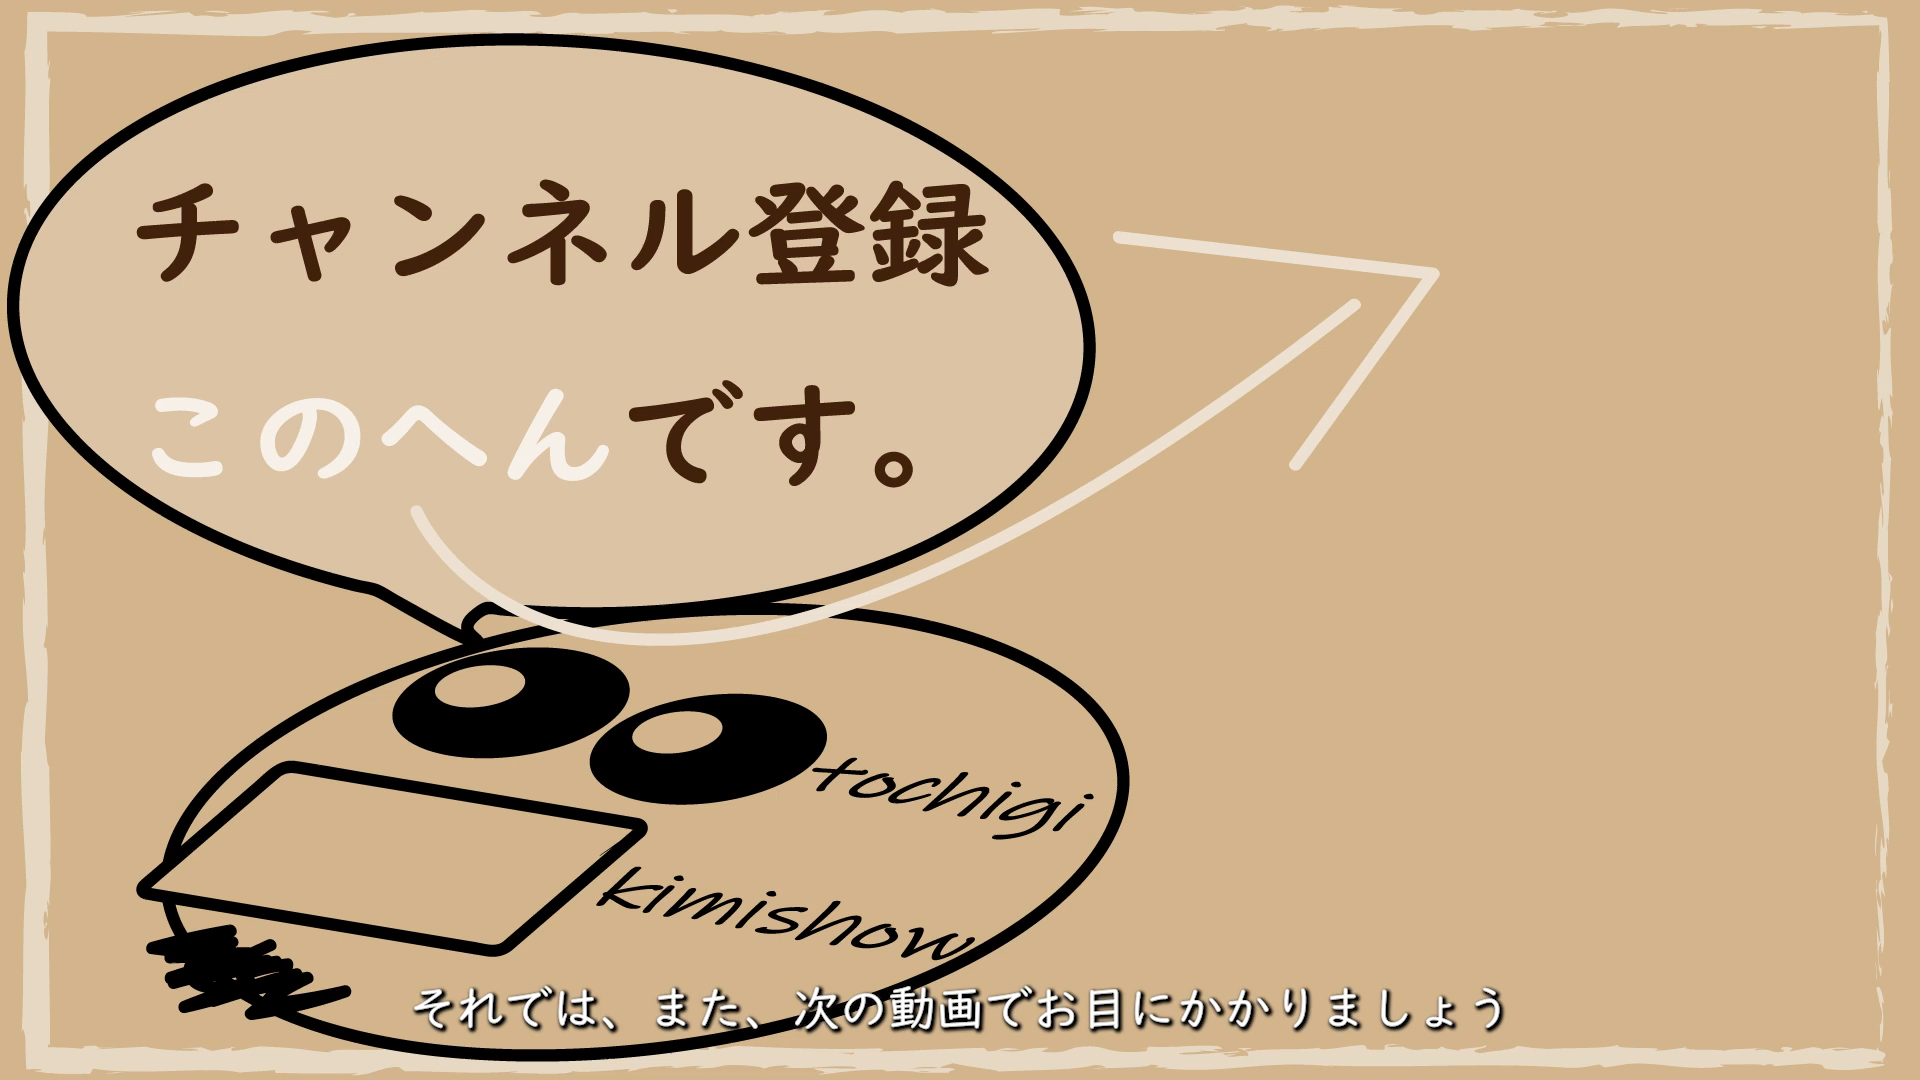 チャンネル登録
このへんです。
tochigi
kimishow
それでは、また、次の動画でお目にかかりましょう